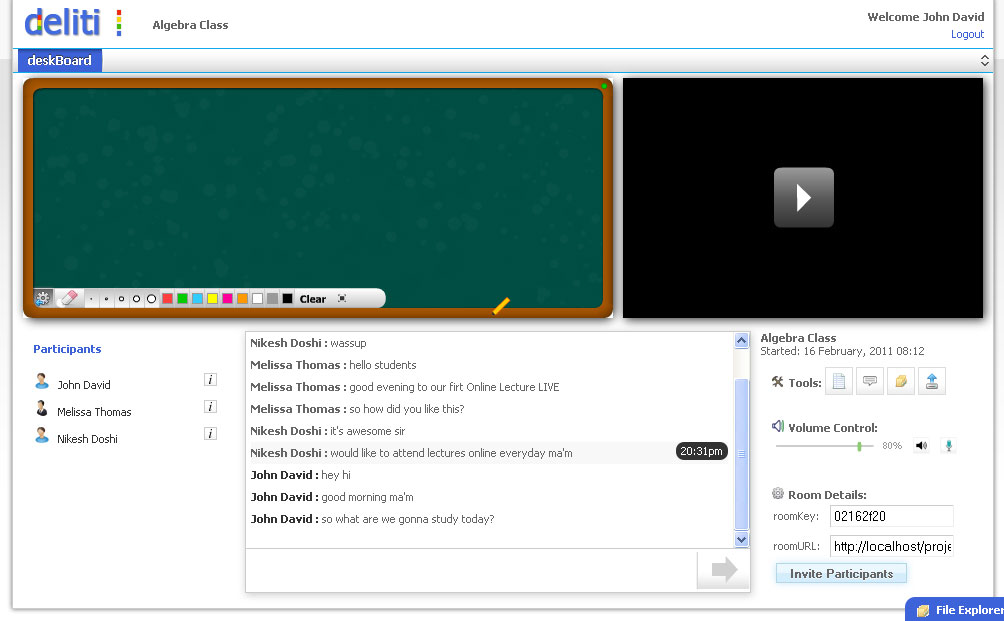 deliti
Algebra Class
Welcome John David
Logout
deskBoard
Clear
Participants
John David
i
Melissa Thomas
i
Nikesh Doshi
i
Nikesh Doshi : wassup
Melissa Thomas : hello students
Melissa Thomas : good evening to our firt Online Lecture LIVE
Melissa Thomas : so how did you like this?
Nikesh Doshi : it's awesome sir
Nikesh Doshi : would like to attend lectures online everyday ma'm 20:31pm
John David : hey hi
John David : good morning ma'm
John David : so what are we gonna study today?
Algebra Class
Started: 16 February, 2011 08:12
Tools:
Volume Control:
80%
Room Details:
roomKey: 02162f20
roomURL: http://localhost/proje
Invite Participants
File Explorer